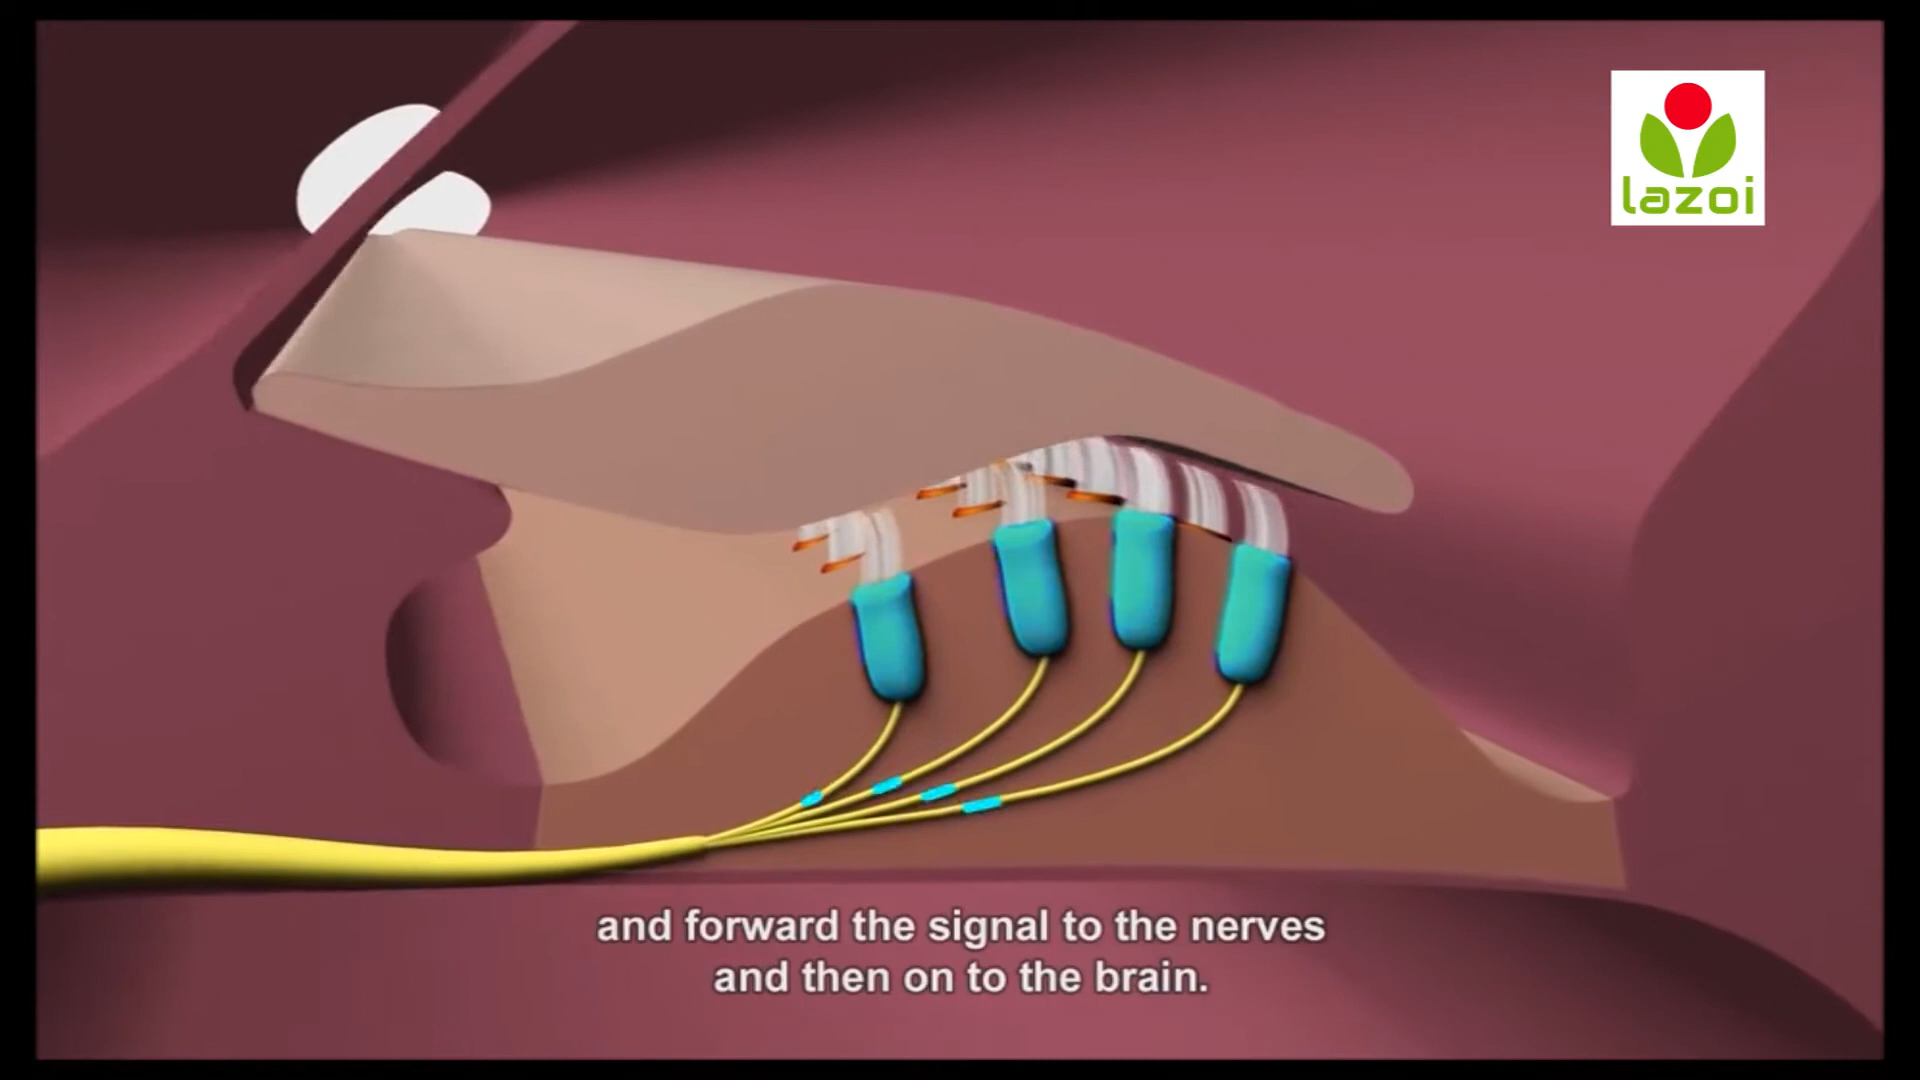 lazoi
and forward the signal to the nerves
and then on to the brain.